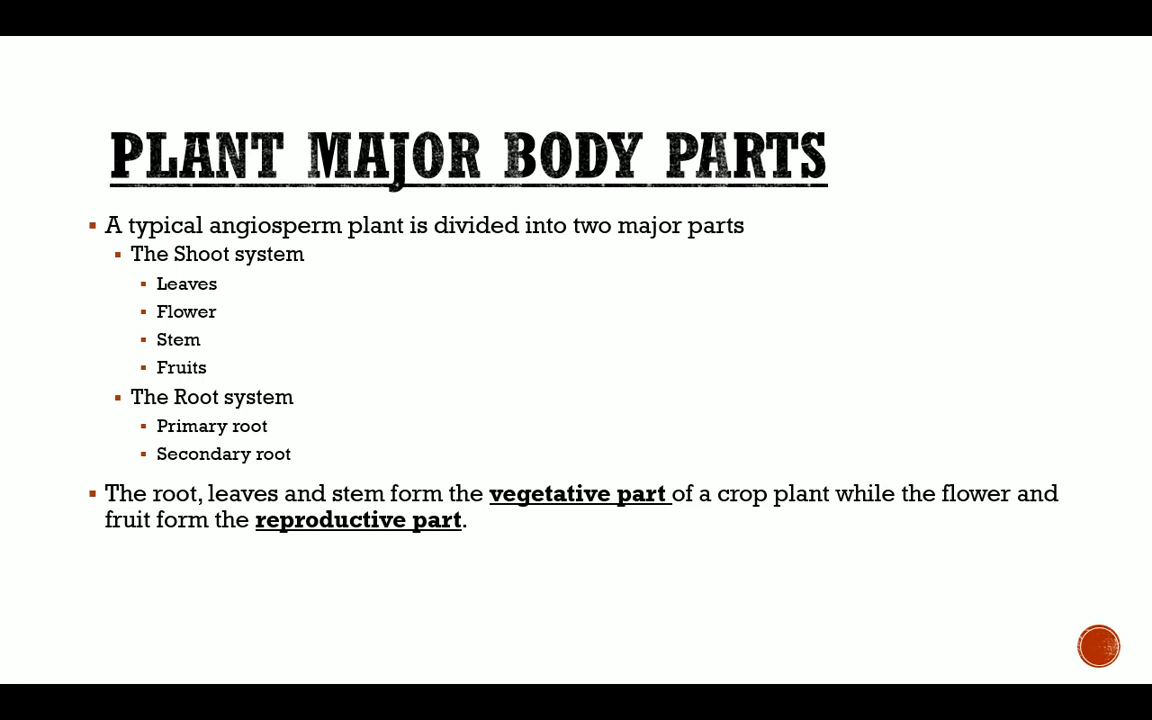 PLANT MAJOR BODY PARTS
▪ A typical angiosperm plant is divided into two major parts
▪ The Shoot system
▪ Leaves
▪ Flower
▪ Stem
▪ Fruits
▪ The Root system
▪ Primary root
▪ Secondary root
▪ The root, leaves and stem form the vegetative part of a crop plant while the flower and
fruit form the reproductive part.